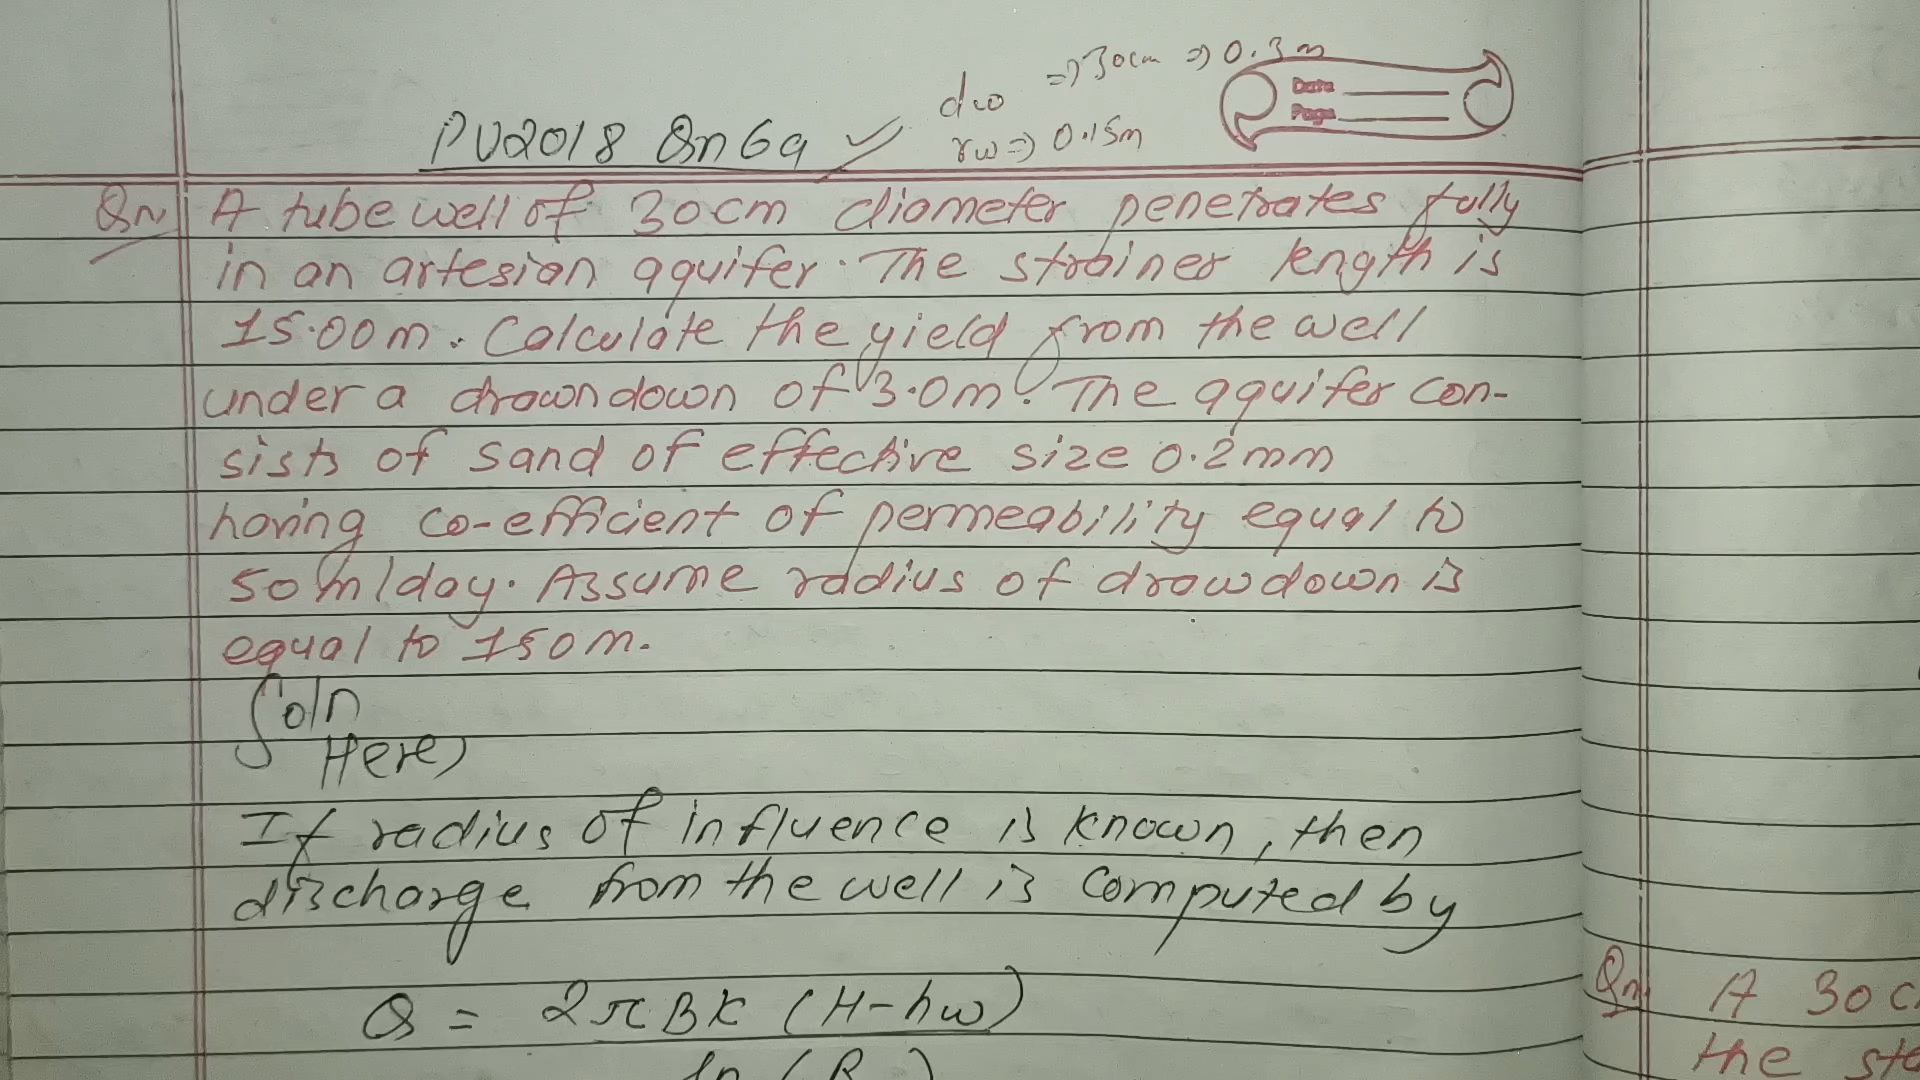 dw => 30cm => 0.3m
Date
Page
PU2018 Qn6a
rw => 0.15m
Qn, A tube well of 30cm diameter penetrates fully
in an artesian aquifer. The strainer length is
15.00m. Calculate the yield from the well
under a drawndown of 3.0m. The aquifer con-
sists of sand of effective size 0.2mm
having co-efficient of permeability equal to
50m/day. Assume radius of drawdown is
equal to 150m.
Soln
Here,
If radius of influence is known, then
discharge from the well is computed by
Q = 2πBK (H-hw)
ln (R )
Qn, A 30c
the st